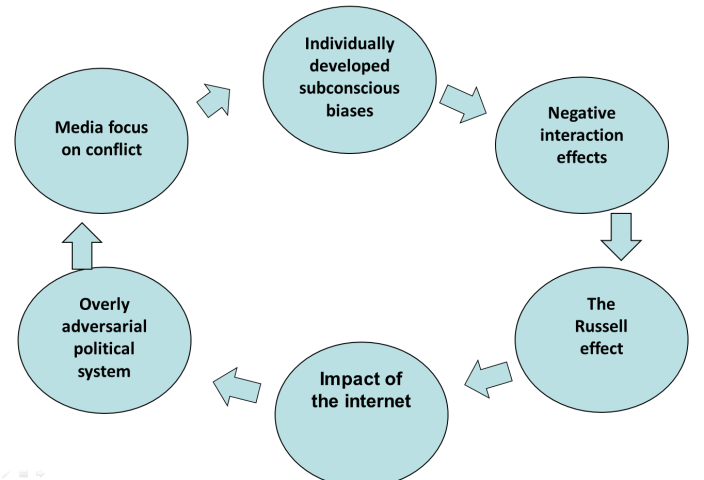 Individually
developed
subconscious
biases
Negative
interaction
effects
The
Russell
effect
Impact of
the internet
Overly
adversarial
political
system
Media focus
on conflict